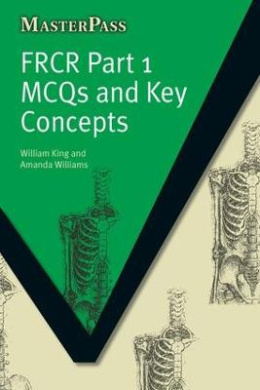 MASTERPASS
FRCR Part 1
MCQs and Key
Concepts
William King and
Amanda Williams